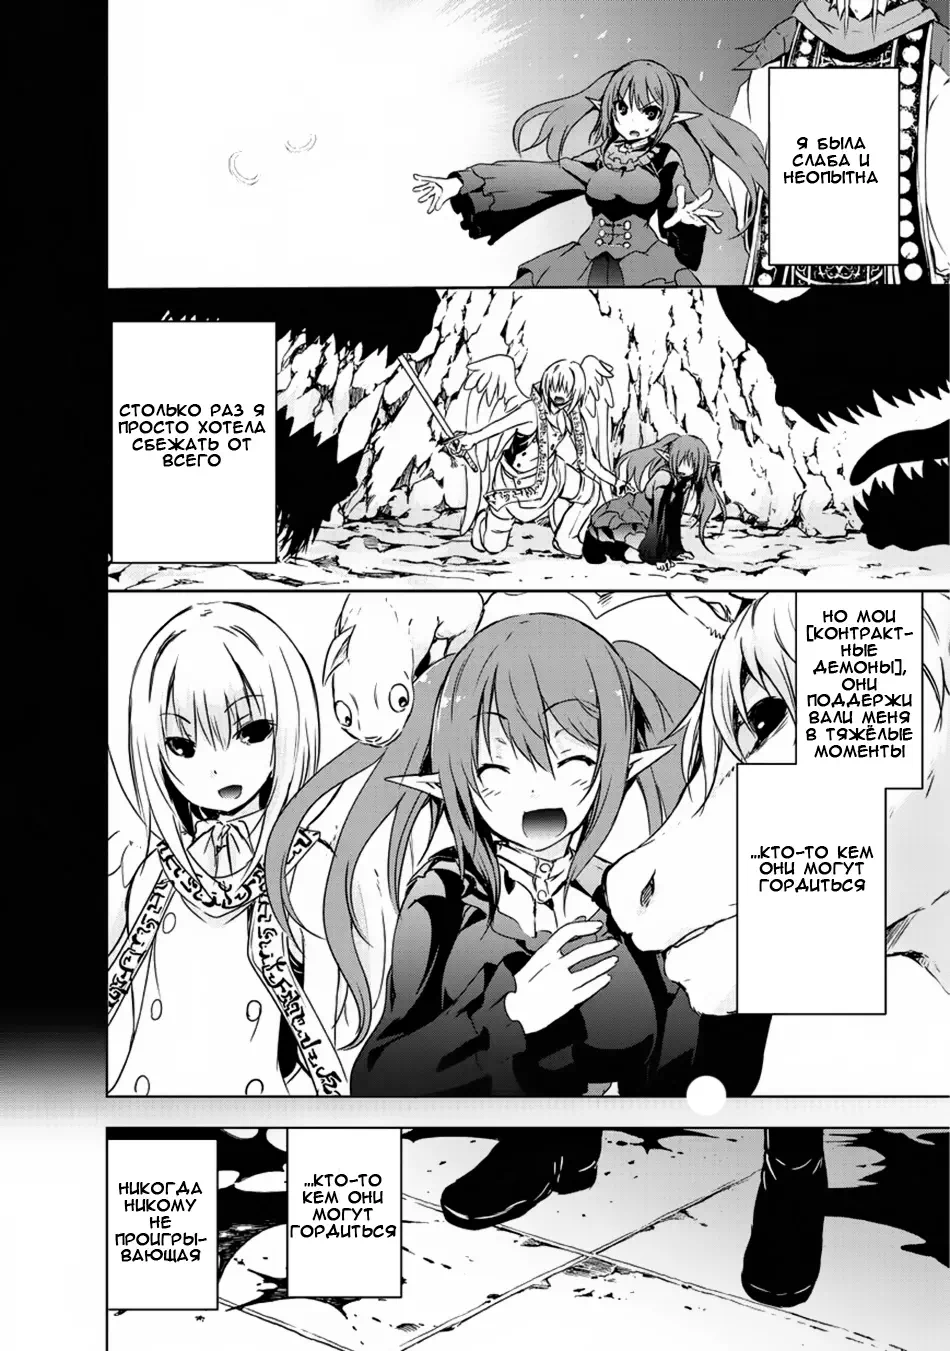 Я БЫЛА
СЛАБА И
НЕОПЫТНА
СТОЛЬКО РАЗ Я
ПРОСТО ХОТЕЛА
СБЕЖАТЬ ОТ
ВСЕГО
НО МОИ
[КОНТРАКТ-
НЫЕ
ДЕМОНЫ],
ОНИ
ПОДДЕРЖИ
ВАЛИ МЕНЯ
В ТЯЖЁЛЫЕ
МОМЕНТЫ
...КТО-ТО КЕМ
ОНИ МОГУТ
ГОРДИТЬСЯ
...КТО-ТО
КЕМ ОНИ
МОГУТ
ГОРДИТЬСЯ
НИКОГДА
НИКОМУ
НЕ
ПРОИГРЫ-
ВАЮЩАЯ